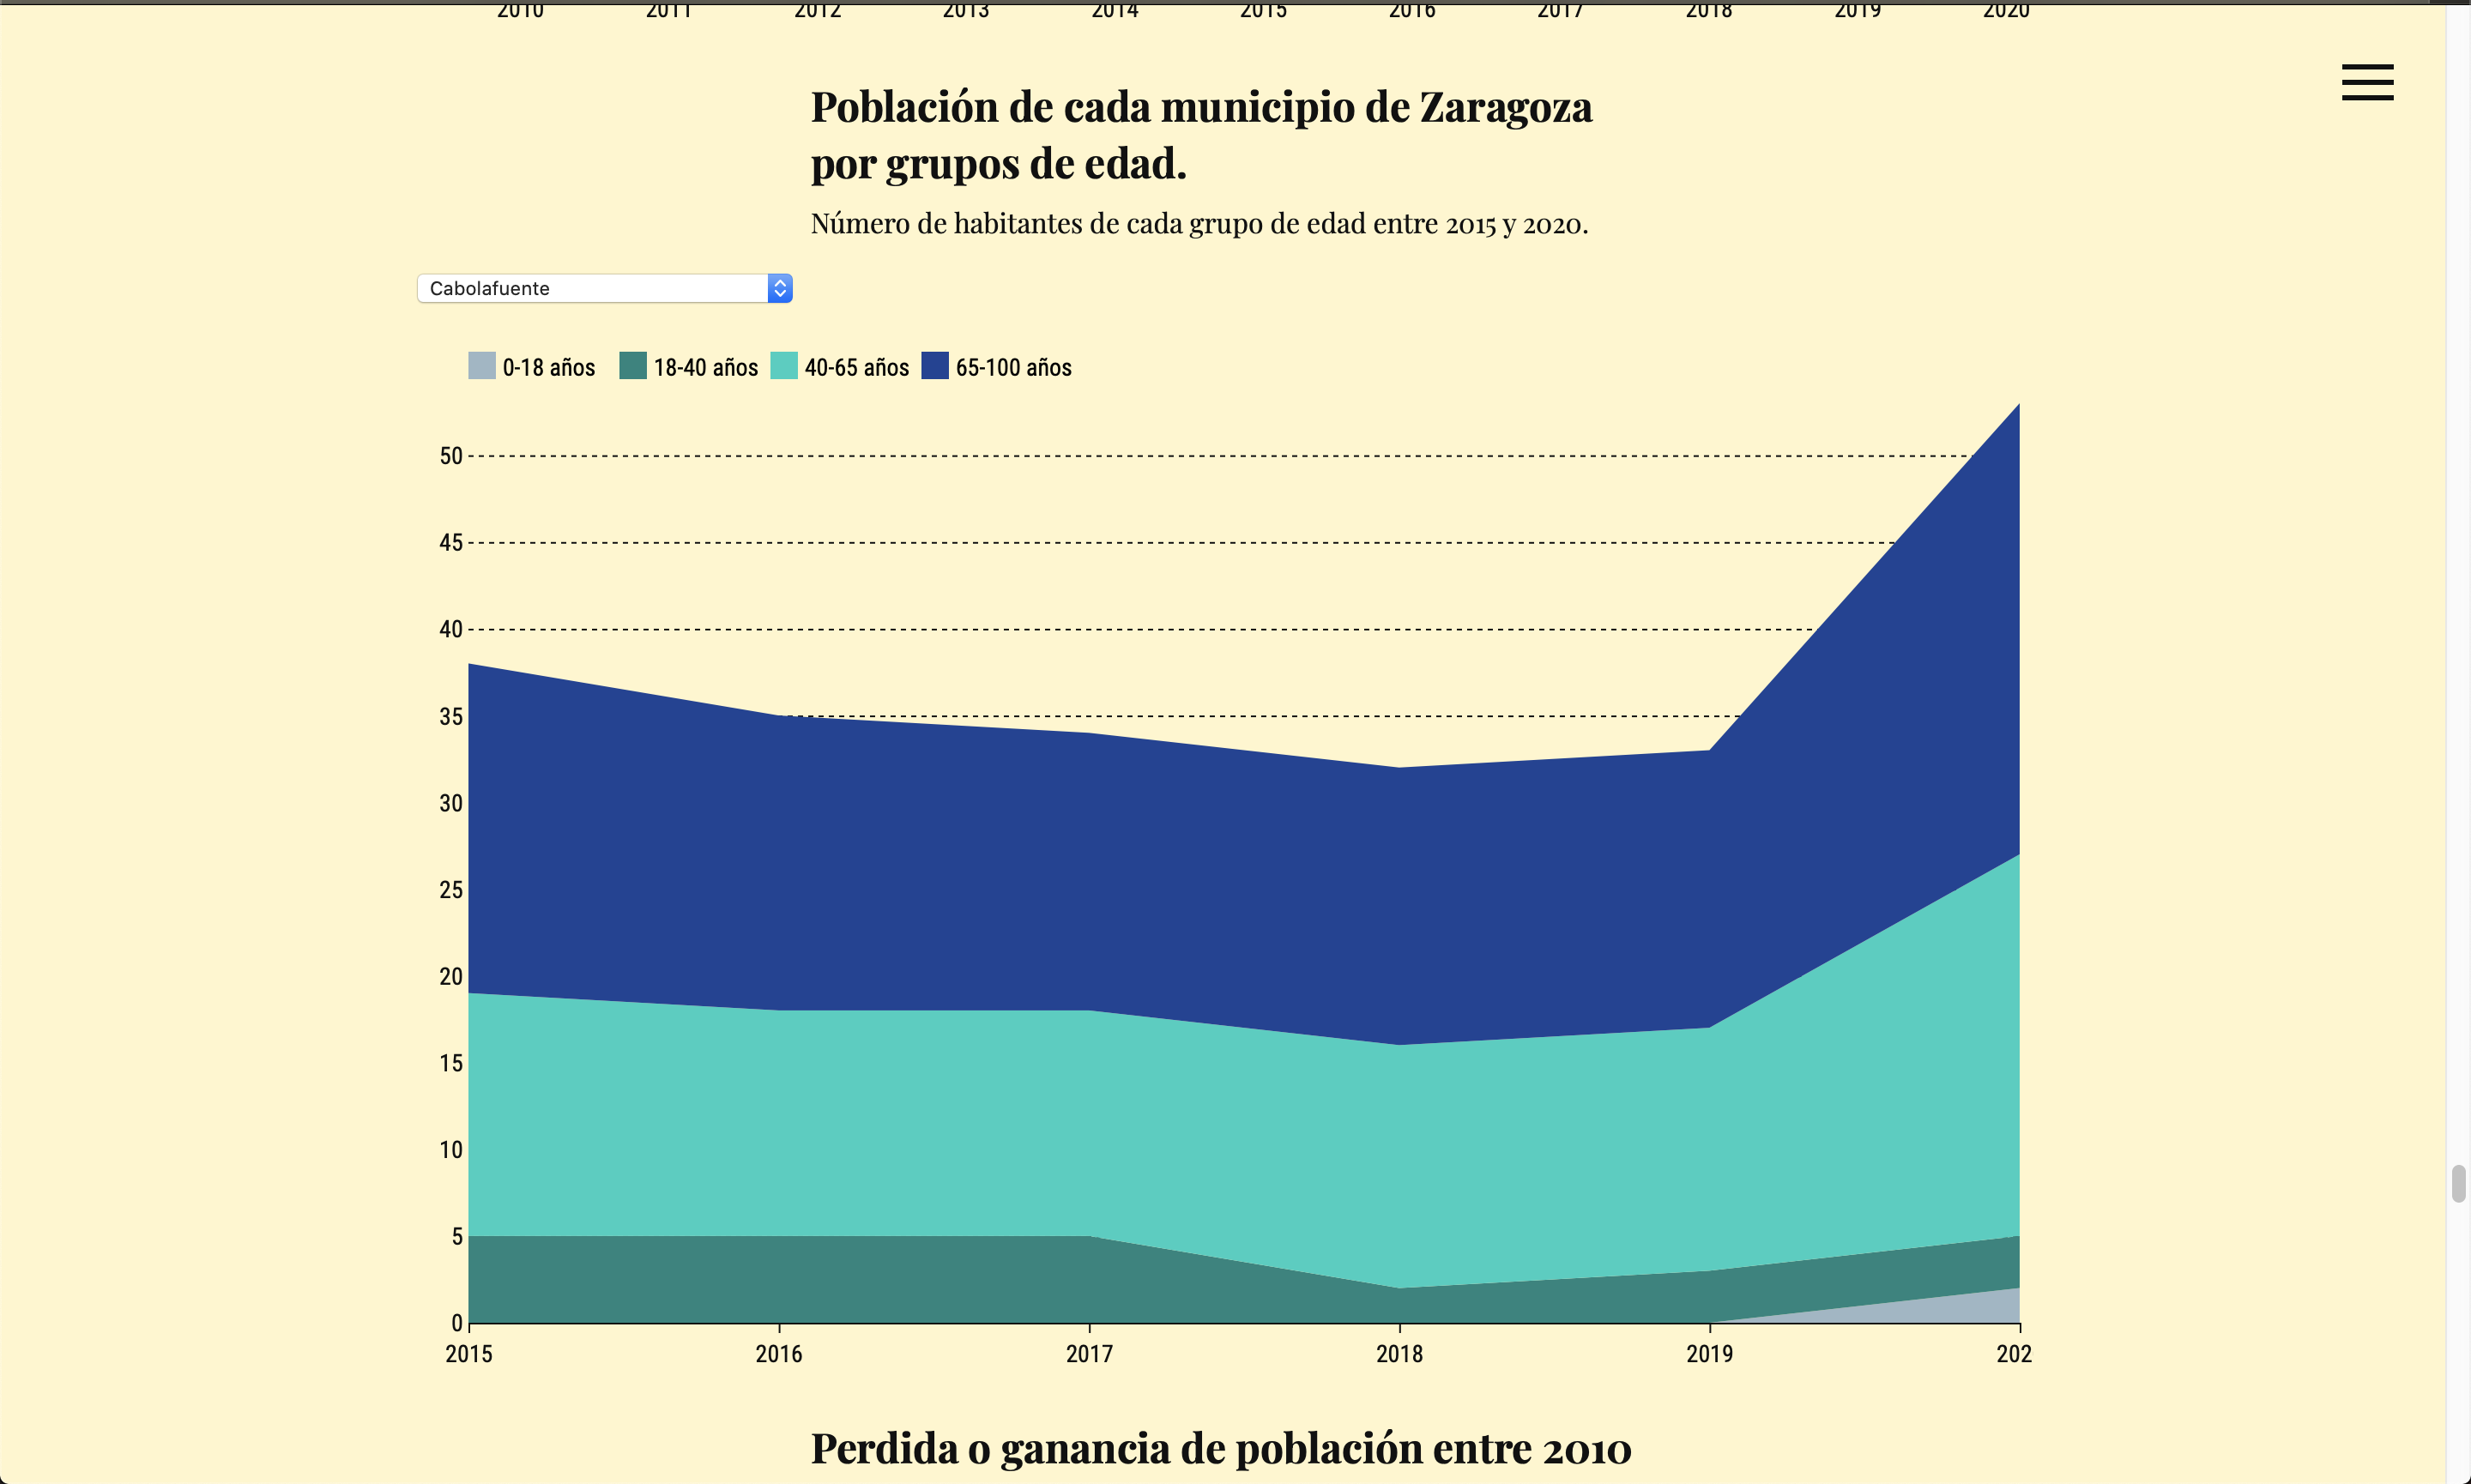 2010 2011 2012 2013 2014 2015 2016 2017 2018 2019 2020
Población de cada municipio de Zaragoza
por grupos de edad.
Número de habitantes de cada grupo de edad entre 2015 y 2020.
Cabolafuente
0-18 años 18-40 años 40-65 años 65-100 años
50
45
40
35
30
25
20
15
10
5
0
2015 2016 2017 2018 2019 202
Perdida o ganancia de población entre 2010